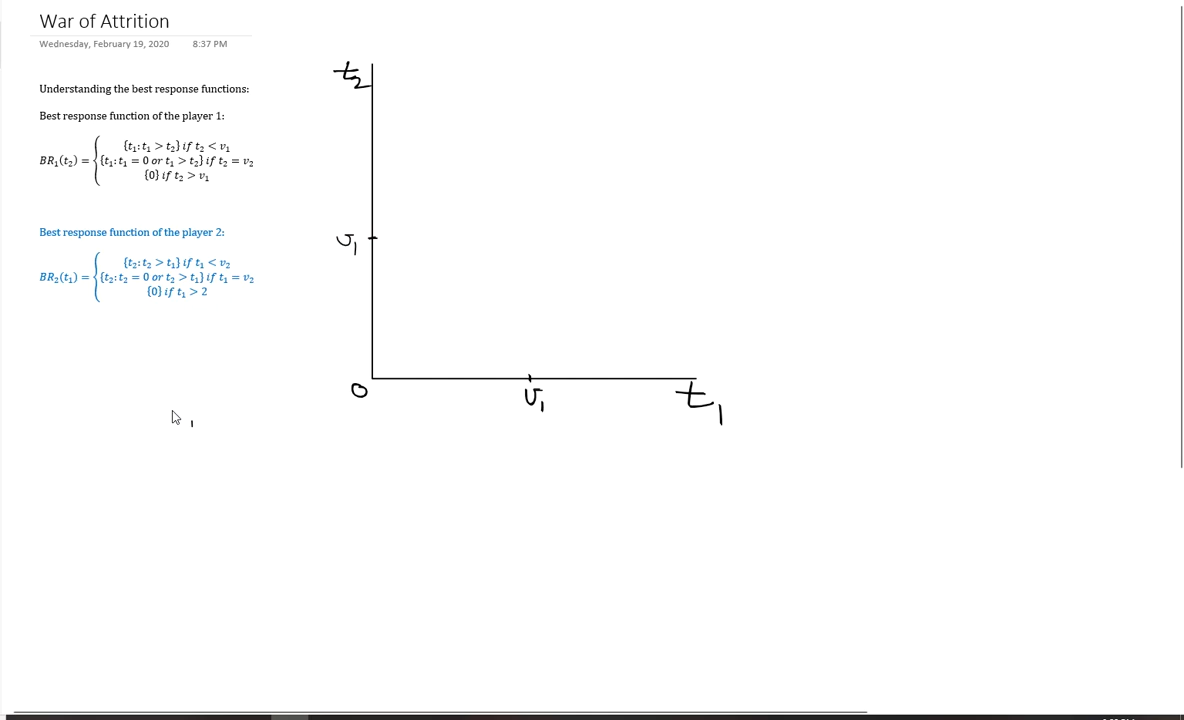 War of Attrition
Wednesday, February 19, 2020 8:37 PM
Understanding the best response functions:
Best response function of the player 1:
{t₁: t₁ > t₂} if t₂ < v₁
BR₁(t₂) = {t₁: t₁ = 0 or t₁ > t₂} if t₂ = v₂
{0} if t₂ > v₁
Best response function of the player 2:
{t₂: t₂ > t₁} if t₁ < v₂
BR₂(t₁) = {t₂: t₂ = 0 or t₂ > t₁} if t₁ = v₂
{0} if t₁ > 2
t₂
v₁
0
v₁
t₁